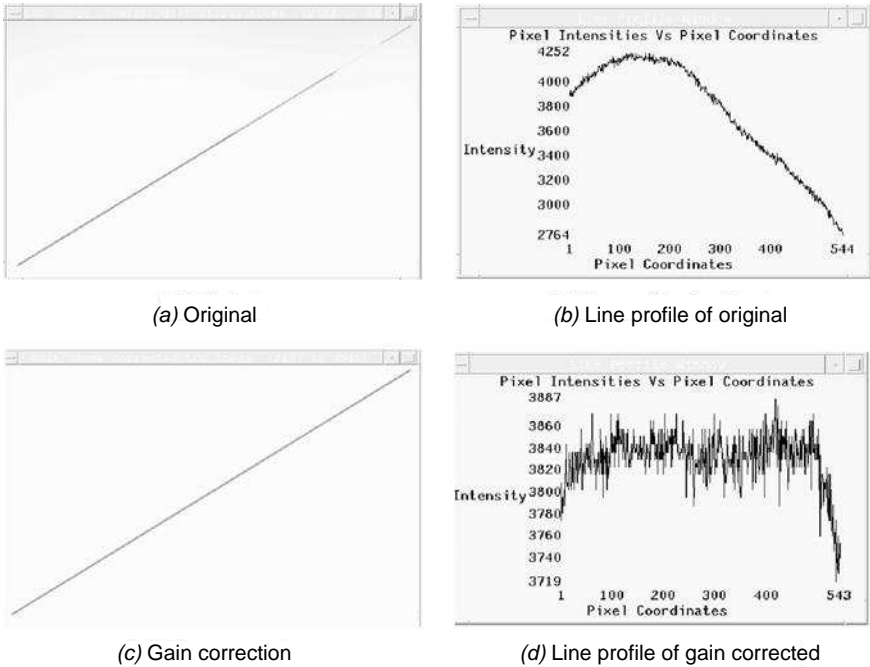 Pixel Intensities Vs Pixel Coordinates
4252
4000
3800
3600
Intensity 3400
3200
3000
2764
1 100 200 300 400 544
Pixel Coordinates
(a) Original
(b) Line profile of original
Pixel Intensities Vs Pixel Coordinates
3887
3860
3840
3820
Intensity 3800
3780
3760
3740
3719
1 100 200 300 400 543
Pixel Coordinates
(c) Gain correction
(d) Line profile of gain corrected